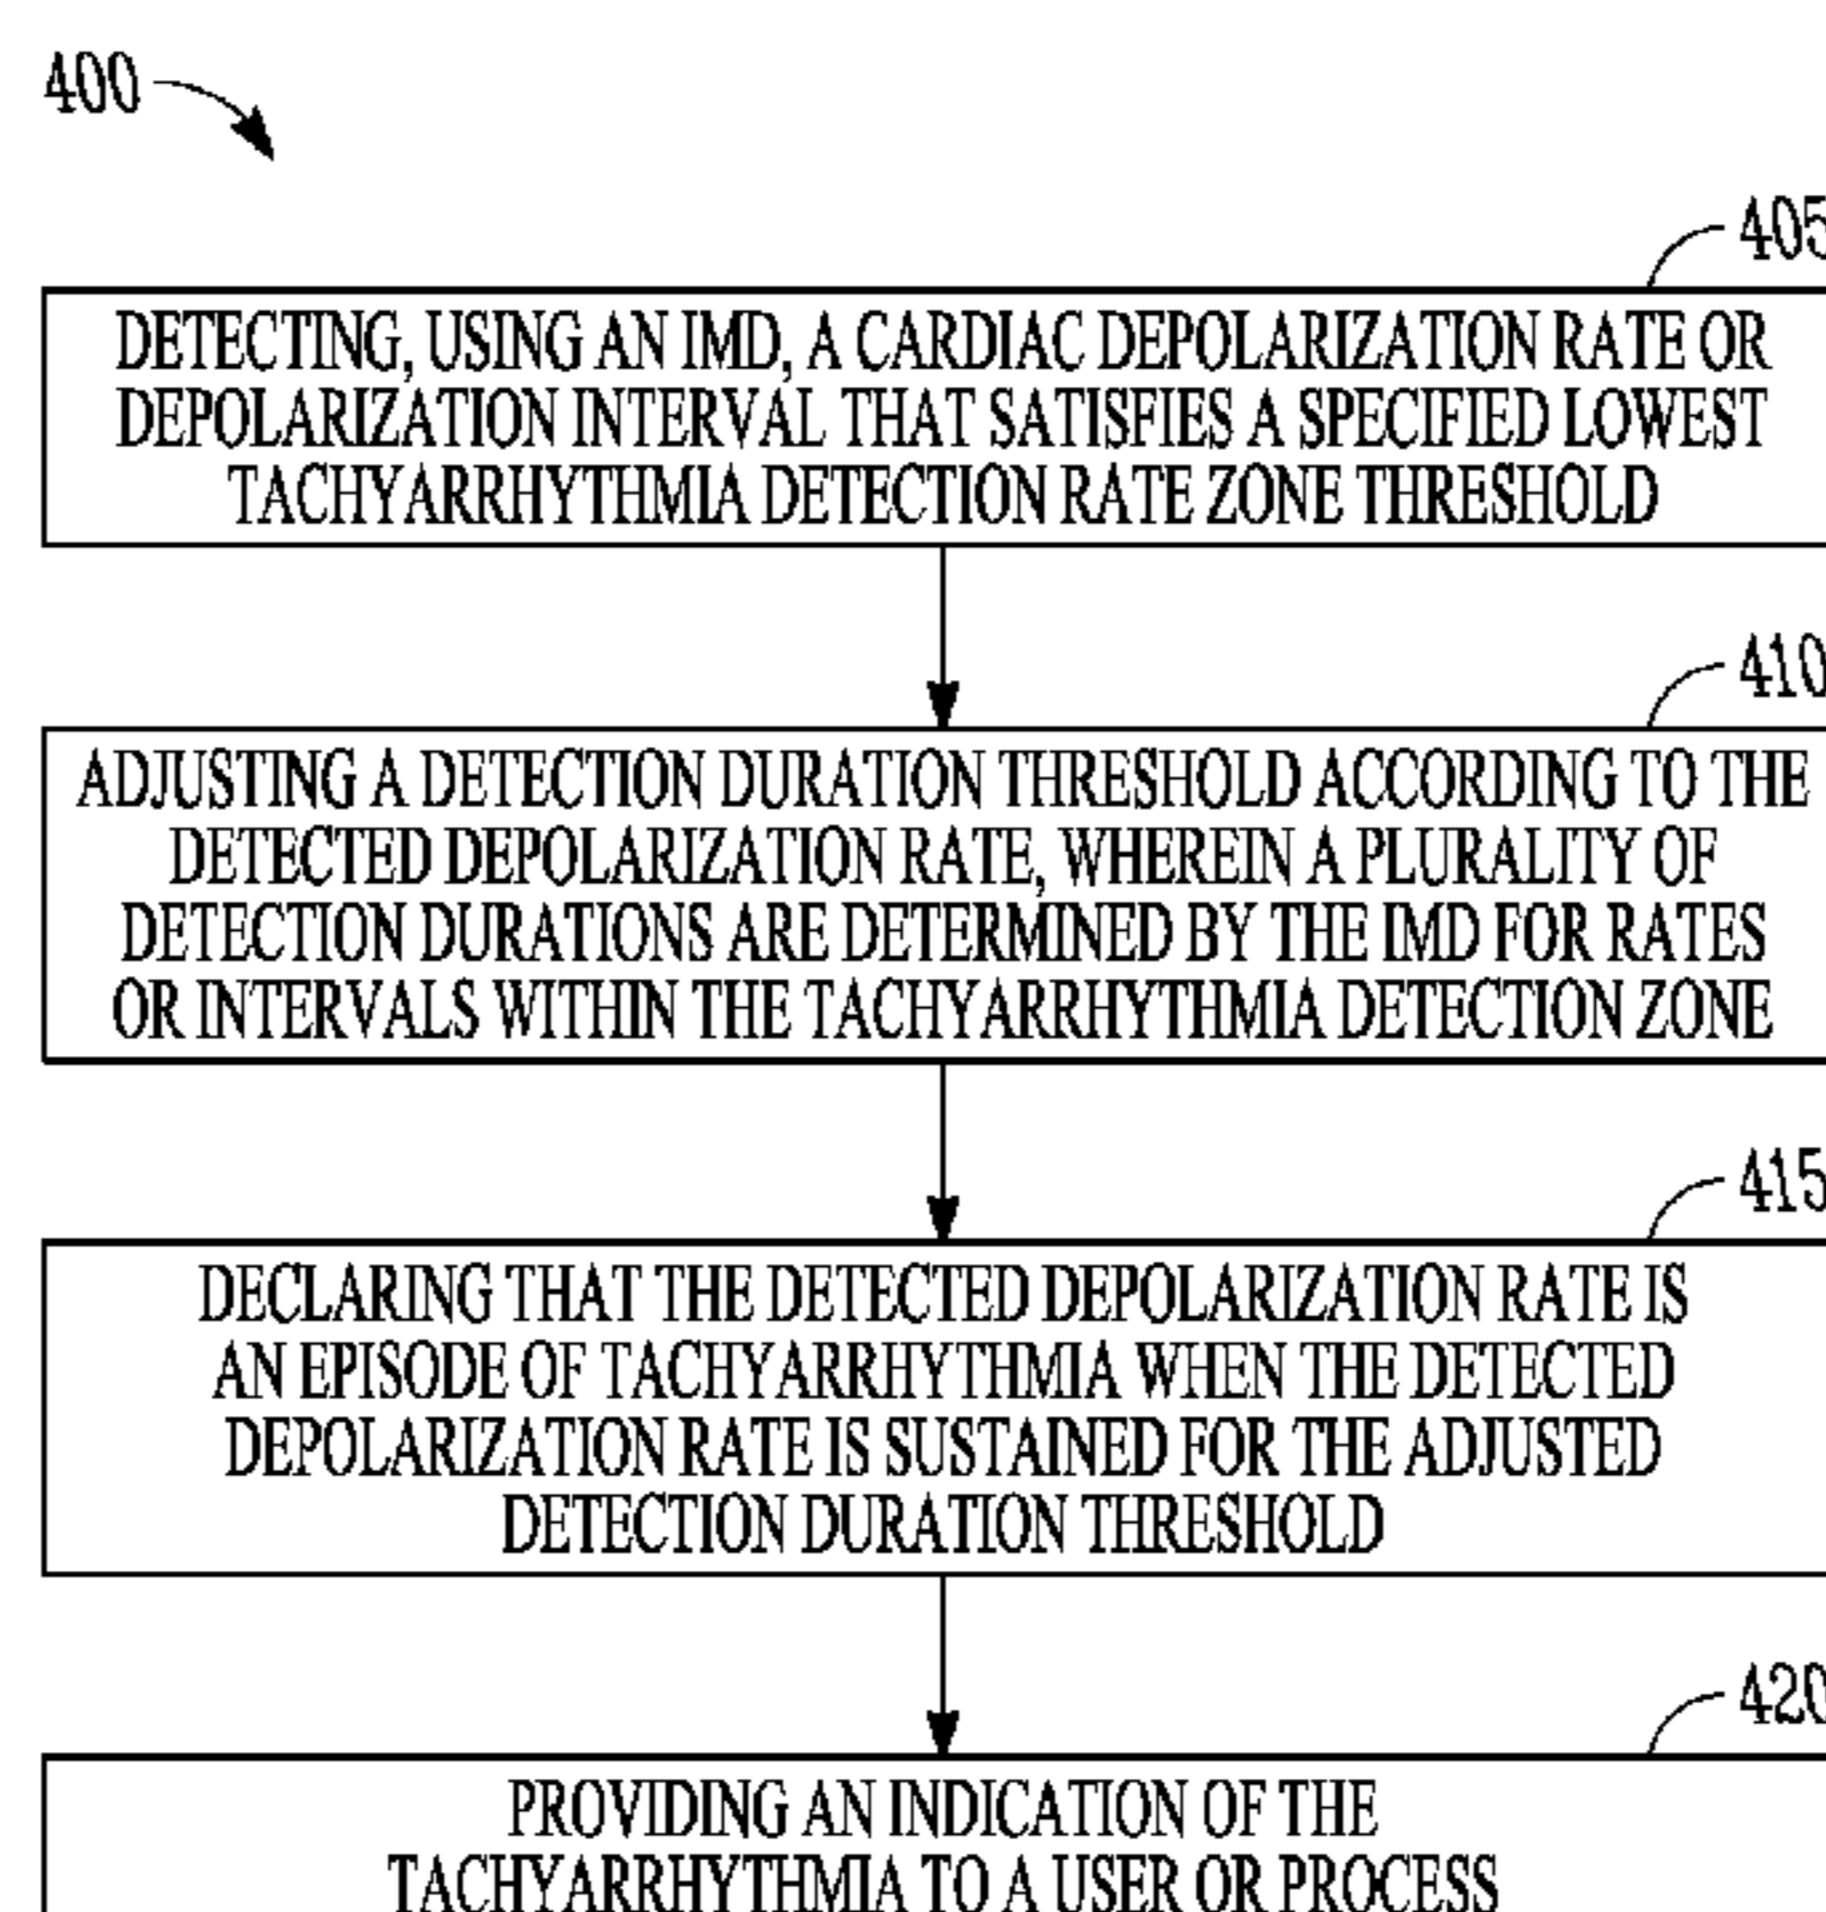 400
405
DETECTING, USING AN IMD, A CARDIAC DEPOLARIZATION RATE OR
DEPOLARIZATION INTERVAL THAT SATISFIES A SPECIFIED LOWEST
TACHYARRHYTHMIA DETECTION RATE ZONE THRESHOLD
410
ADJUSTING A DETECTION DURATION THRESHOLD ACCORDING TO THE
DETECTED DEPOLARIZATION RATE, WHEREIN A PLURALITY OF
DETECTION DURATIONS ARE DETERMINED BY THE IMD FOR RATES
OR INTERVALS WITHIN THE TACHYARRHYTHMIA DETECTION ZONE
415
DECLARING THAT THE DETECTED DEPOLARIZATION RATE IS
AN EPISODE OF TACHYARRHYTHMIA WHEN THE DETECTED
DEPOLARIZATION RATE IS SUSTAINED FOR THE ADJUSTED
DETECTION DURATION THRESHOLD
420
PROVIDING AN INDICATION OF THE
TACHYARRHYTHMIA TO A USER OR PROCESS